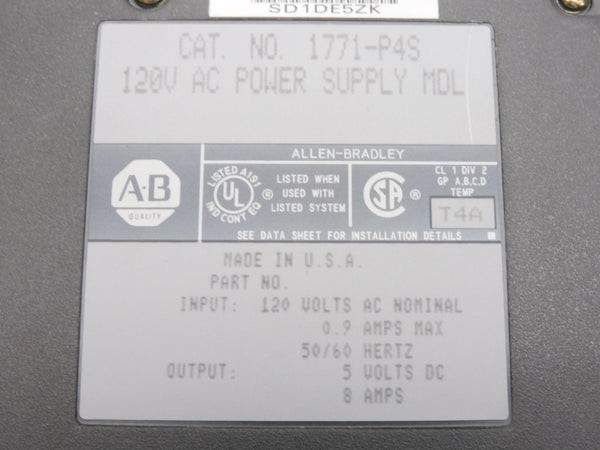 SD1DE5ZK
CAT. NO. 1771-P4S
120V AC POWER SUPPLY MDL
ALLEN-BRADLEY
A·B
QUALITY
LISTED A191
UL ®
IND CONT EQ
LISTED WHEN
USED WITH
LISTED SYSTEM
SA ®
CL 1 DIV 2
GP A,B,C,D
TEMP
T4A
SEE DATA SHEET FOR INSTALLATION DETAILS
MADE IN U.S.A.
PART NO.
INPUT: 120 VOLTS AC NOMINAL
0.9 AMPS MAX
50/60 HERTZ
OUTPUT: 5 VOLTS DC
8 AMPS